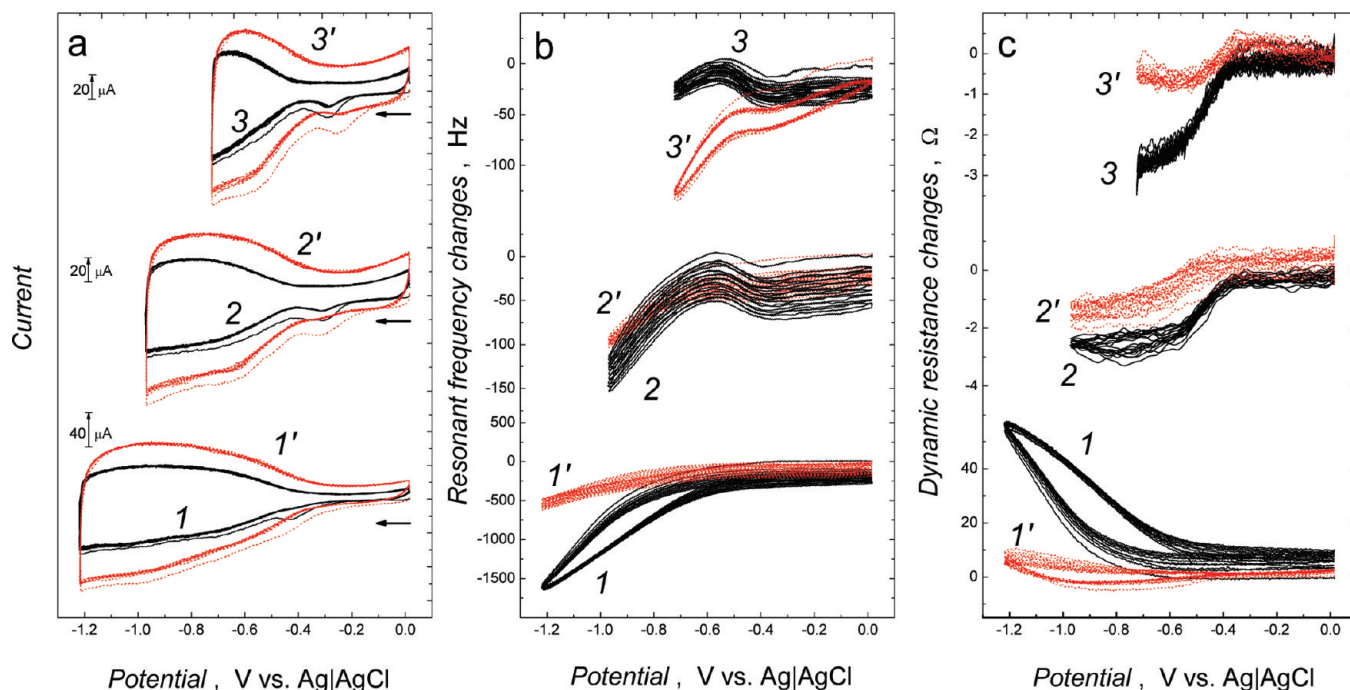 a
3'
20 μA
3
2'
20 μA
2
1'
40 μA
1
Current
-1.2 -1.0 -0.8 -0.6 -0.4 -0.2 0.0
Potential , V vs. Ag|AgCl
b
3
0
-50
3'
-100
0
-50
2'
-100
2
-150
500
0
1'
-500
-1000
1
-1500
Resonant frequency changes , Hz
-1.2 -1.0 -0.8 -0.6 -0.4 -0.2 0.0
Potential , V vs. Ag|AgCl
c
0
3'
-1
-2
3
-3
0
2'
-2
2
-4
1
40
20
1'
0
Dynamic resistance changes , Ω
-1.2 -1.0 -0.8 -0.6 -0.4 -0.2 0.0
Potential , V vs. Ag|AgCl